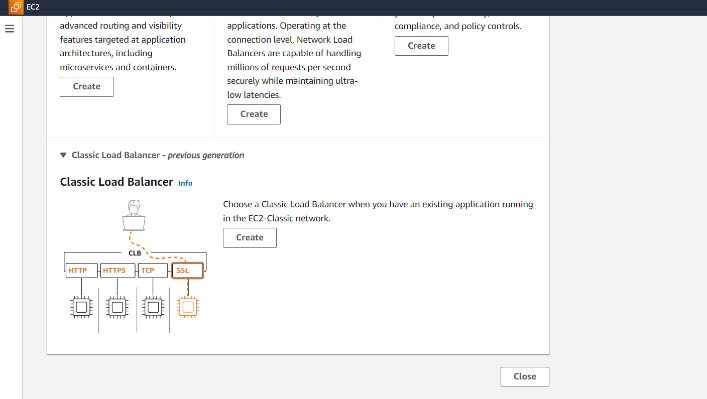 EC2
advanced routing and visibility
features targeted at application
architectures, including
microservices and containers.
Create
applications. Operating at the
connection level, Network Load
Balancers are capable of handling
millions of requests per second
securely while maintaining ultra-
low latencies.
Create
compliance, and policy controls.
Create
Classic Load Balancer - previous generation
Classic Load Balancer Info
Choose a Classic Load Balancer when you have an existing application running
in the EC2-Classic network.
Create
CLB
HTTP HTTPS TCP SSL
Close